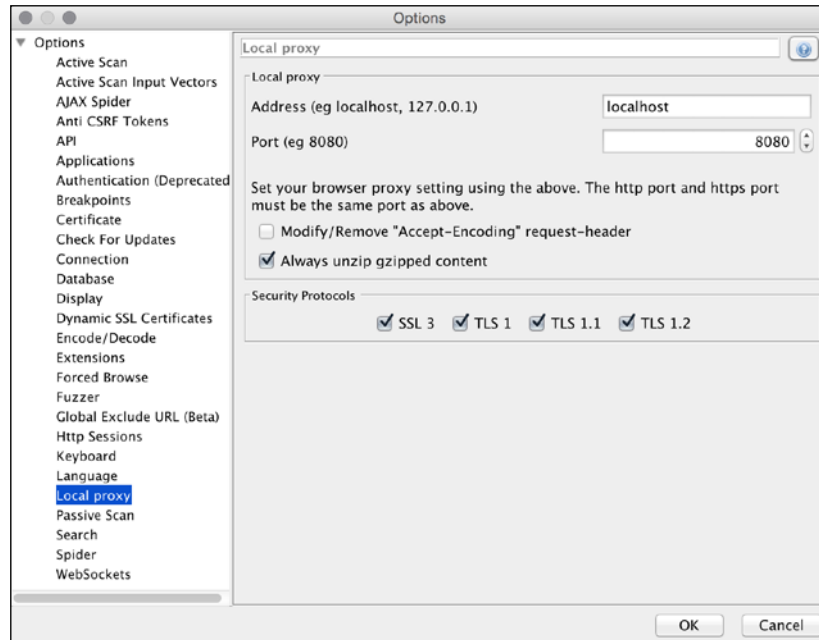 Options
Options
Active Scan
Active Scan Input Vectors
AJAX Spider
Anti CSRF Tokens
API
Applications
Authentication (Deprecated
Breakpoints
Certificate
Check For Updates
Connection
Database
Display
Dynamic SSL Certificates
Encode/Decode
Extensions
Forced Browse
Fuzzer
Global Exclude URL (Beta)
Http Sessions
Keyboard
Language
Local proxy
Passive Scan
Search
Spider
WebSockets
Local proxy
?
Local proxy
Address (eg localhost, 127.0.0.1) localhost
Port (eg 8080) 8080
Set your browser proxy setting using the above. The http port and https port
must be the same port as above.
Modify/Remove "Accept-Encoding" request-header
Always unzip gzipped content
Security Protocols
SSL 3 TLS 1 TLS 1.1 TLS 1.2
OK Cancel